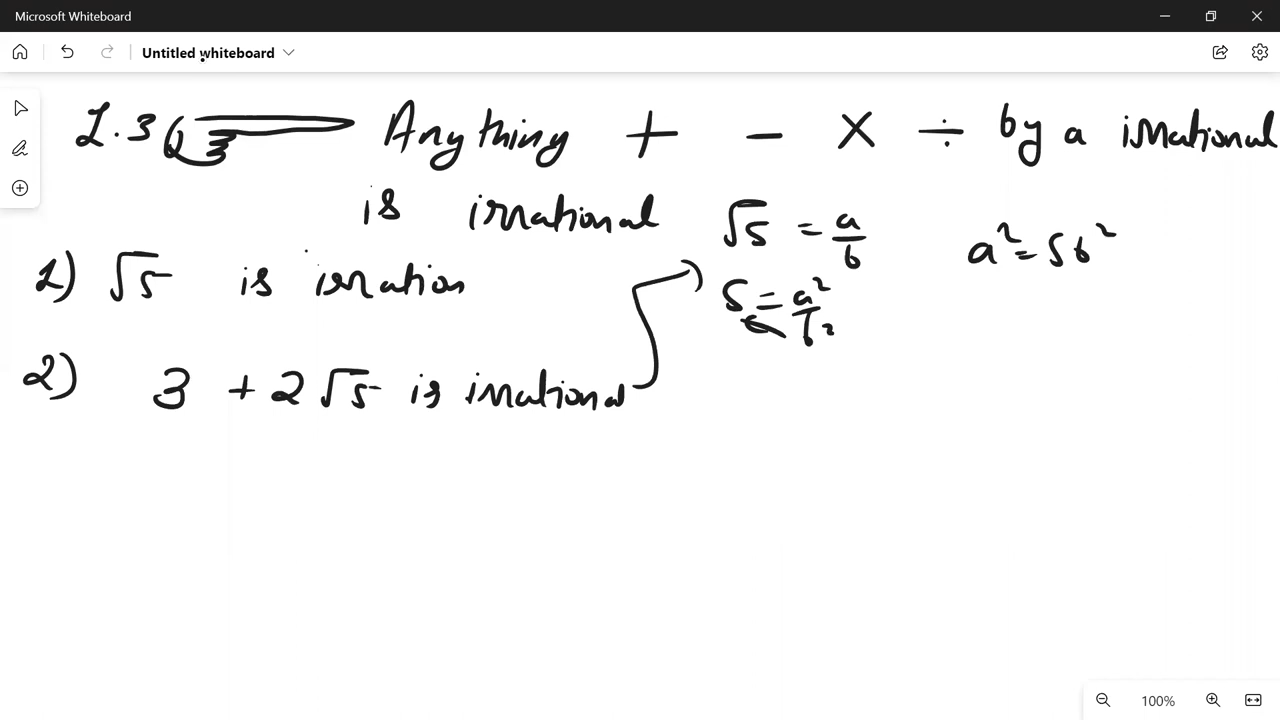 Microsoft Whiteboard
Untitled whiteboard
1.3 Anything + - × ÷ by a irrational
is irrational
√5 = a/b
a² = 5b²
1) √5 is irration
5 = a²/b²
2) 3 + 2√5 is irrational
100%